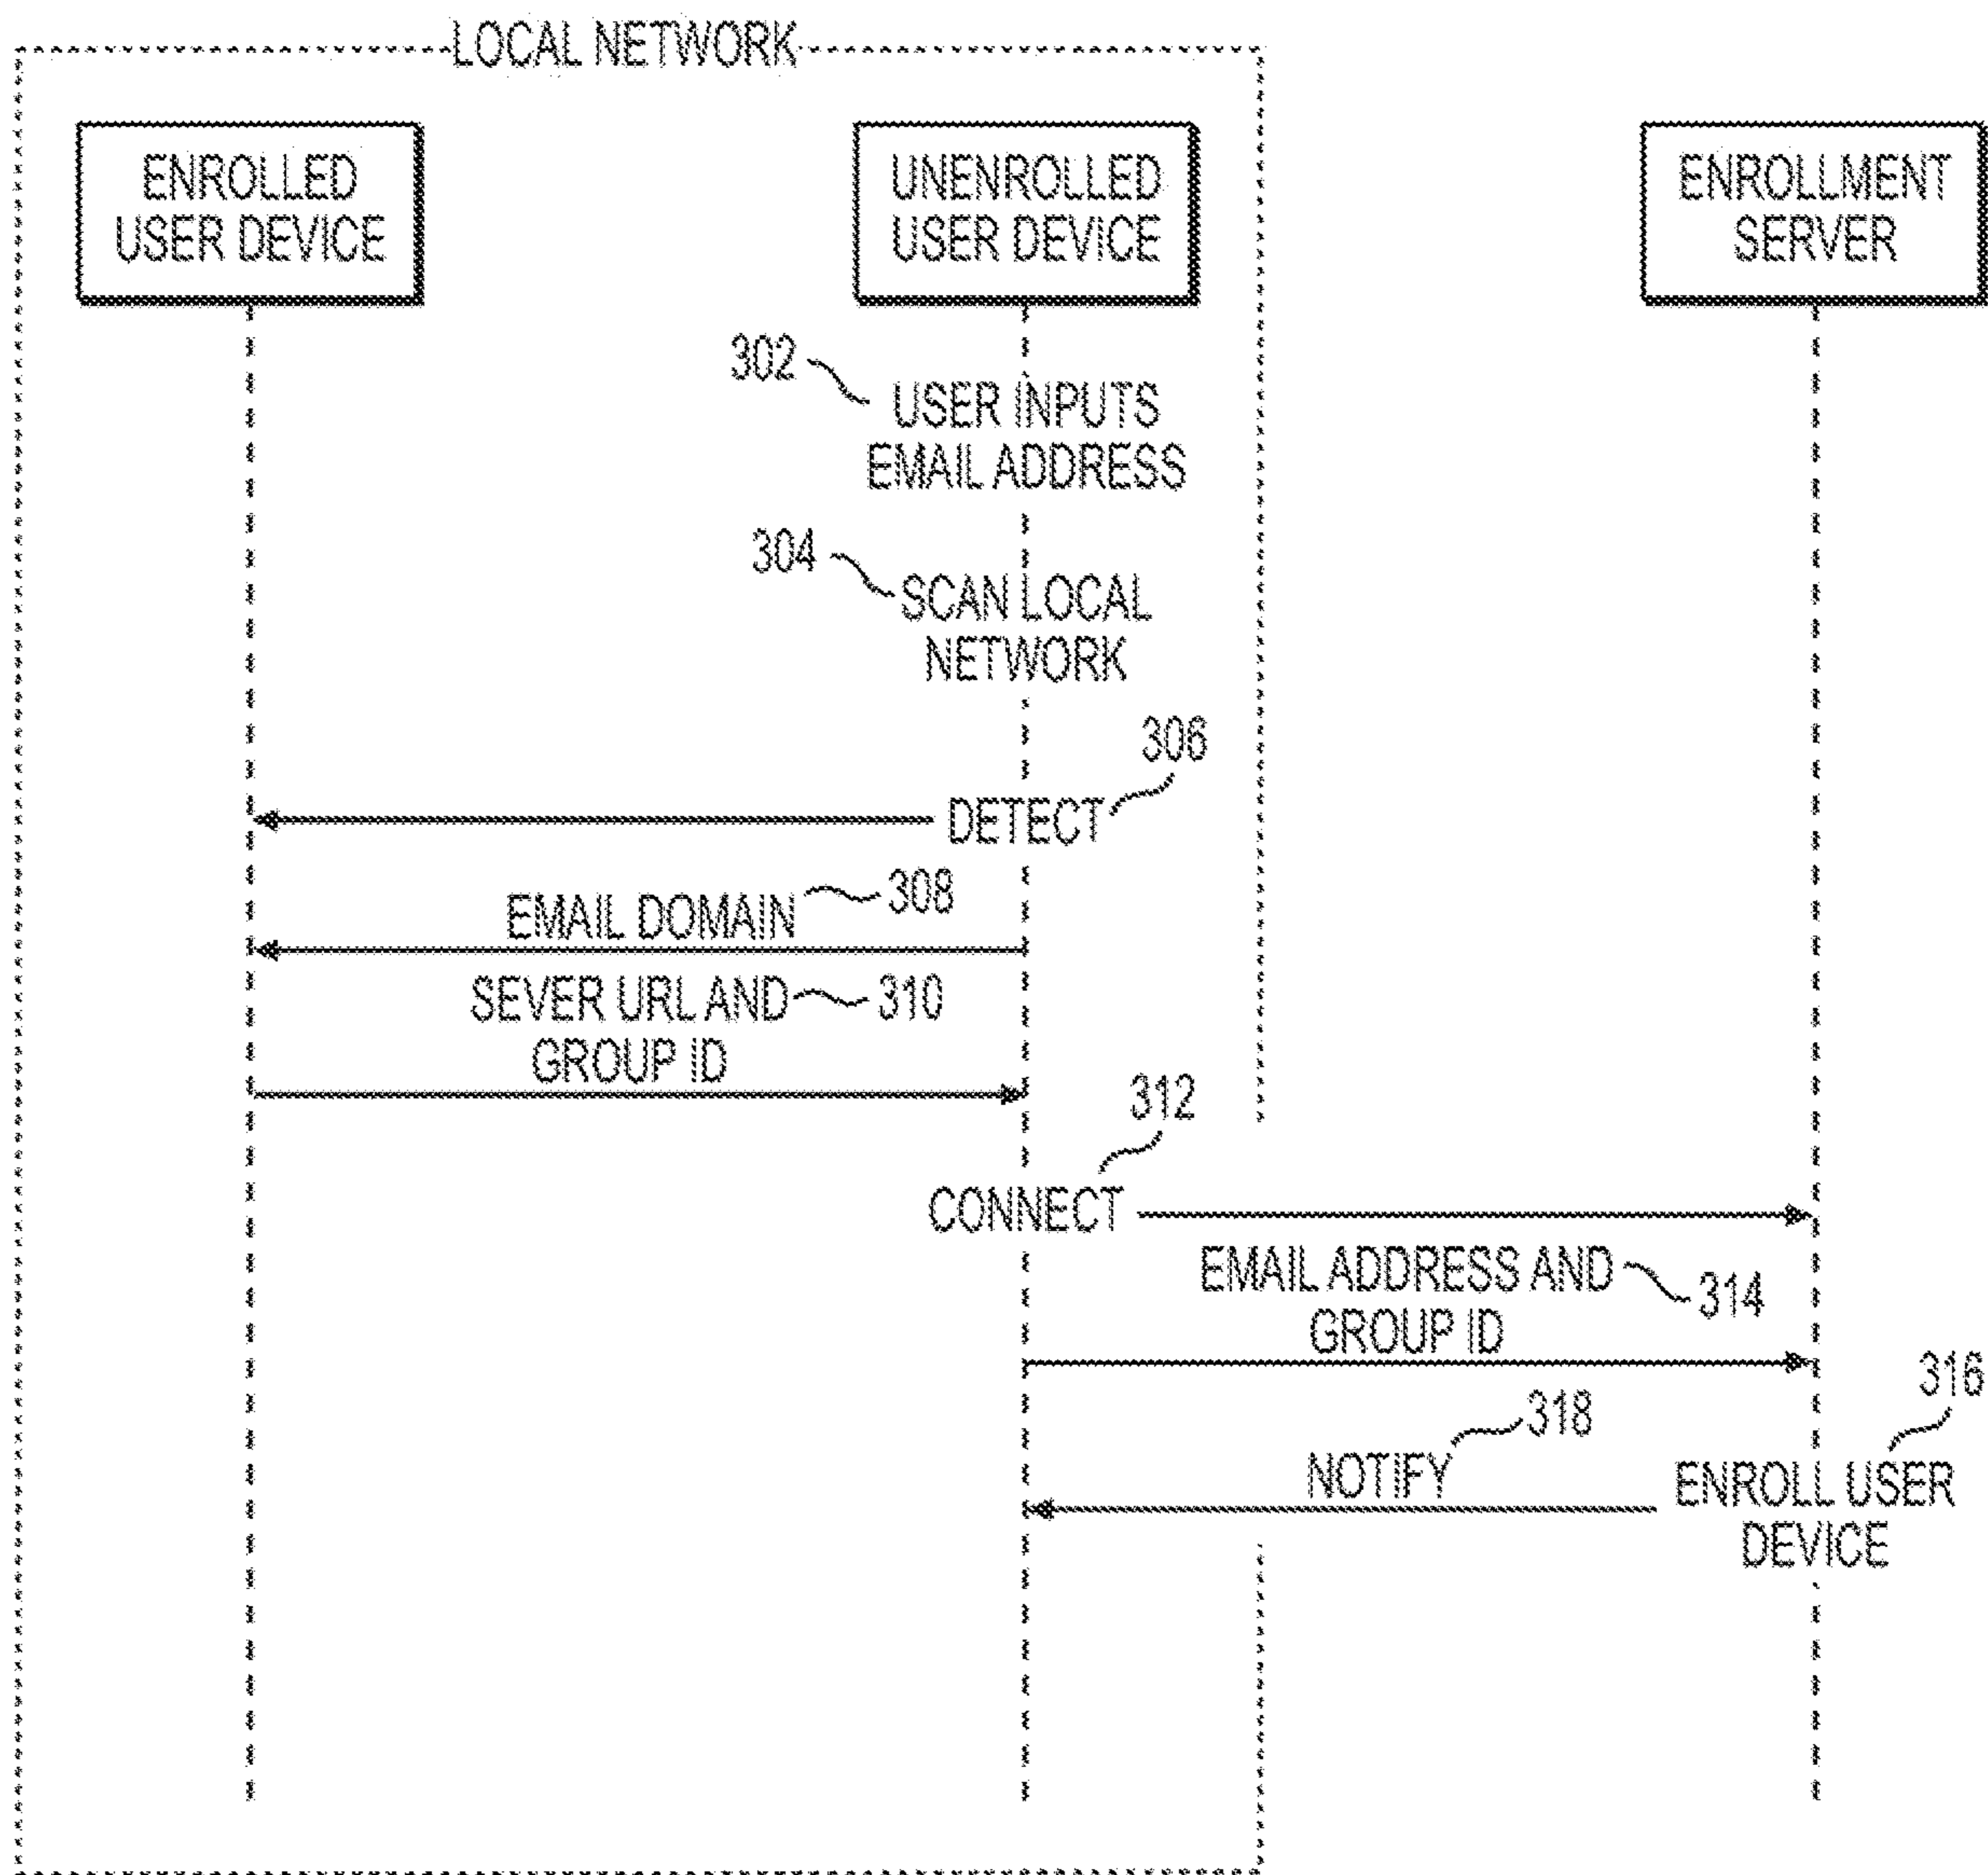 LOCAL NETWORK
ENROLLED
USER DEVICE
UNENROLLED
USER DEVICE
ENROLLMENT
SERVER
302
USER INPUTS
EMAIL ADDRESS
304
SCAN LOCAL
NETWORK
306
DETECT
EMAIL DOMAIN 308
SEVER URL AND 310
GROUP ID
312
CONNECT
EMAIL ADDRESS AND 314
GROUP ID
316
318
NOTIFY
ENROLL USER
DEVICE